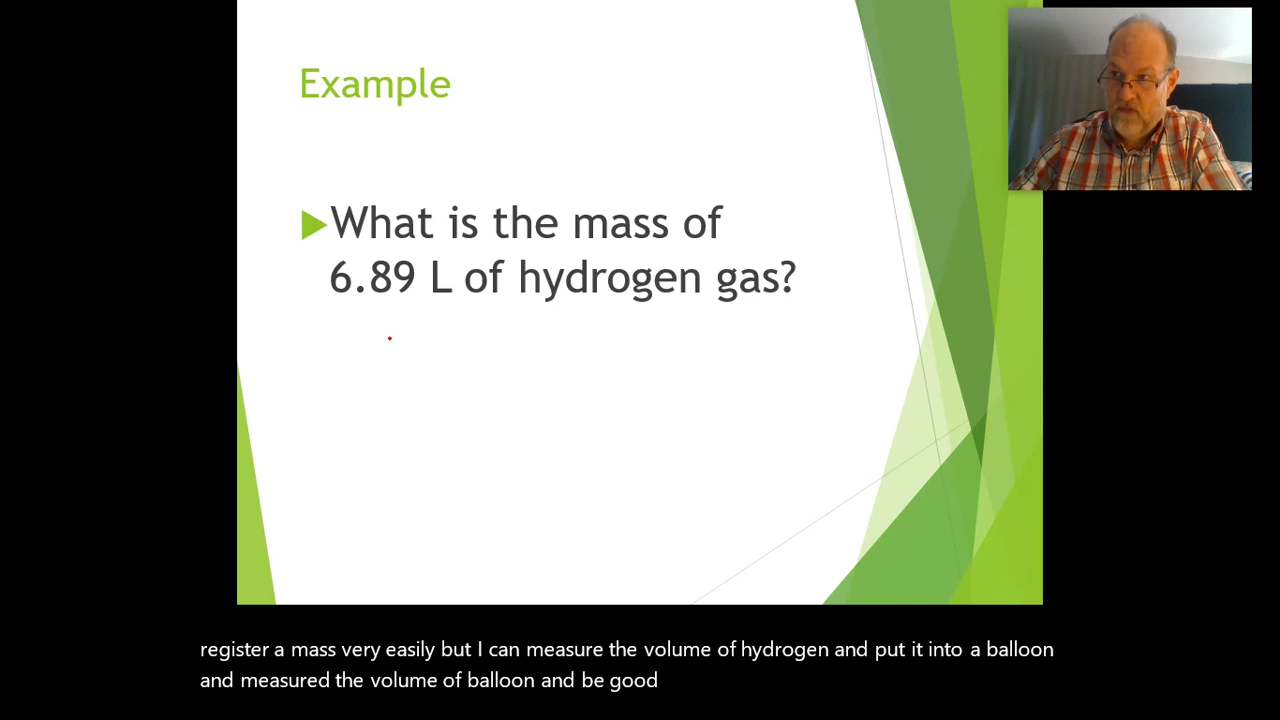 Example
What is the mass of
6.89 L of hydrogen gas?
register a mass very easily but I can measure the volume of hydrogen and put it into a balloon
and measured the volume of balloon and be good